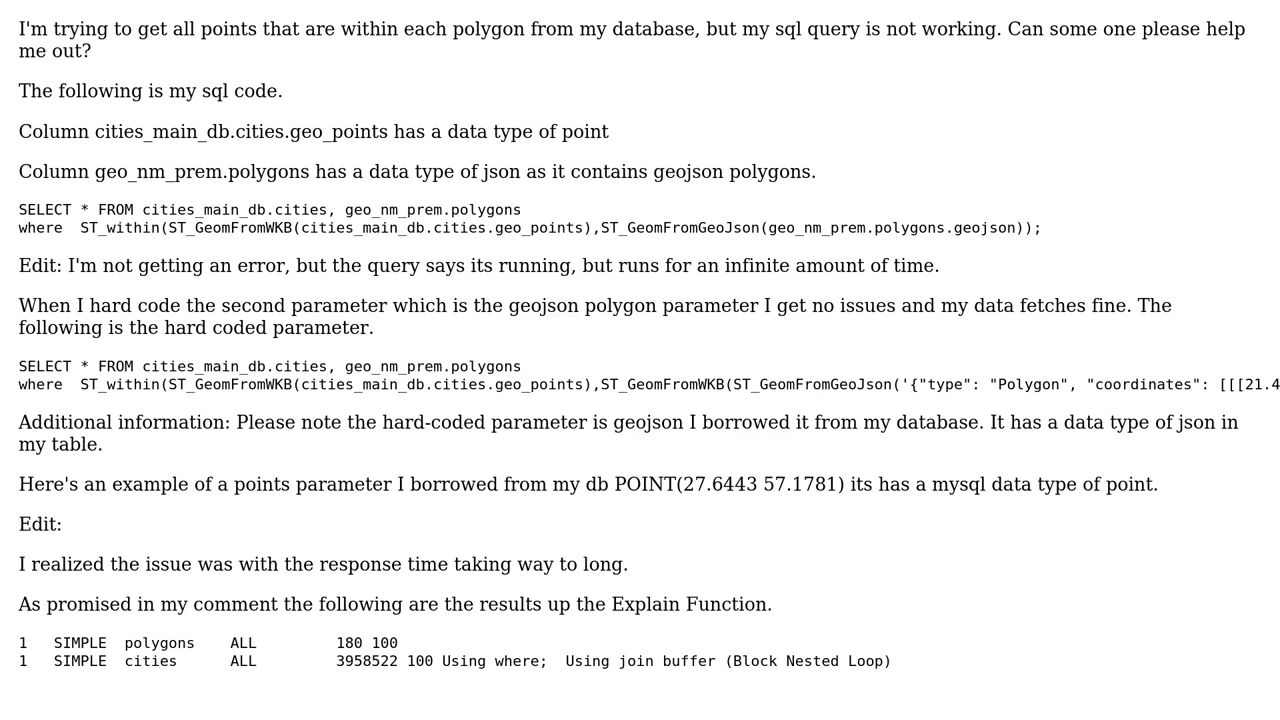 I'm trying to get all points that are within each polygon from my database, but my sql query is not working. Can some one please help
me out?
The following is my sql code.
Column cities_main_db.cities.geo_points has a data type of point
Column geo_nm_prem.polygons has a data type of json as it contains geojson polygons.
SELECT * FROM cities_main_db.cities, geo_nm_prem.polygons
where  ST_within(ST_GeomFromWKB(cities_main_db.cities.geo_points),ST_GeomFromGeoJson(geo_nm_prem.polygons.geojson));
Edit: I'm not getting an error, but the query says its running, but runs for an infinite amount of time.
When I hard code the second parameter which is the geojson polygon parameter I get no issues and my data fetches fine. The
following is the hard coded parameter.
SELECT * FROM cities_main_db.cities, geo_nm_prem.polygons
where  ST_within(ST_GeomFromWKB(cities_main_db.cities.geo_points),ST_GeomFromWKB(ST_GeomFromGeoJson('{"type": "Polygon", "coordinates": [[[21.4
Additional information: Please note the hard-coded parameter is geojson I borrowed it from my database. It has a data type of json in
my table.
Here's an example of a points parameter I borrowed from my db POINT(27.6443 57.1781) its has a mysql data type of point.
Edit:
I realized the issue was with the response time taking way to long.
As promised in my comment the following are the results up the Explain Function.
1   SIMPLE  polygons    ALL         180 100
1   SIMPLE  cities      ALL         3958522 100 Using where;  Using join buffer (Block Nested Loop)